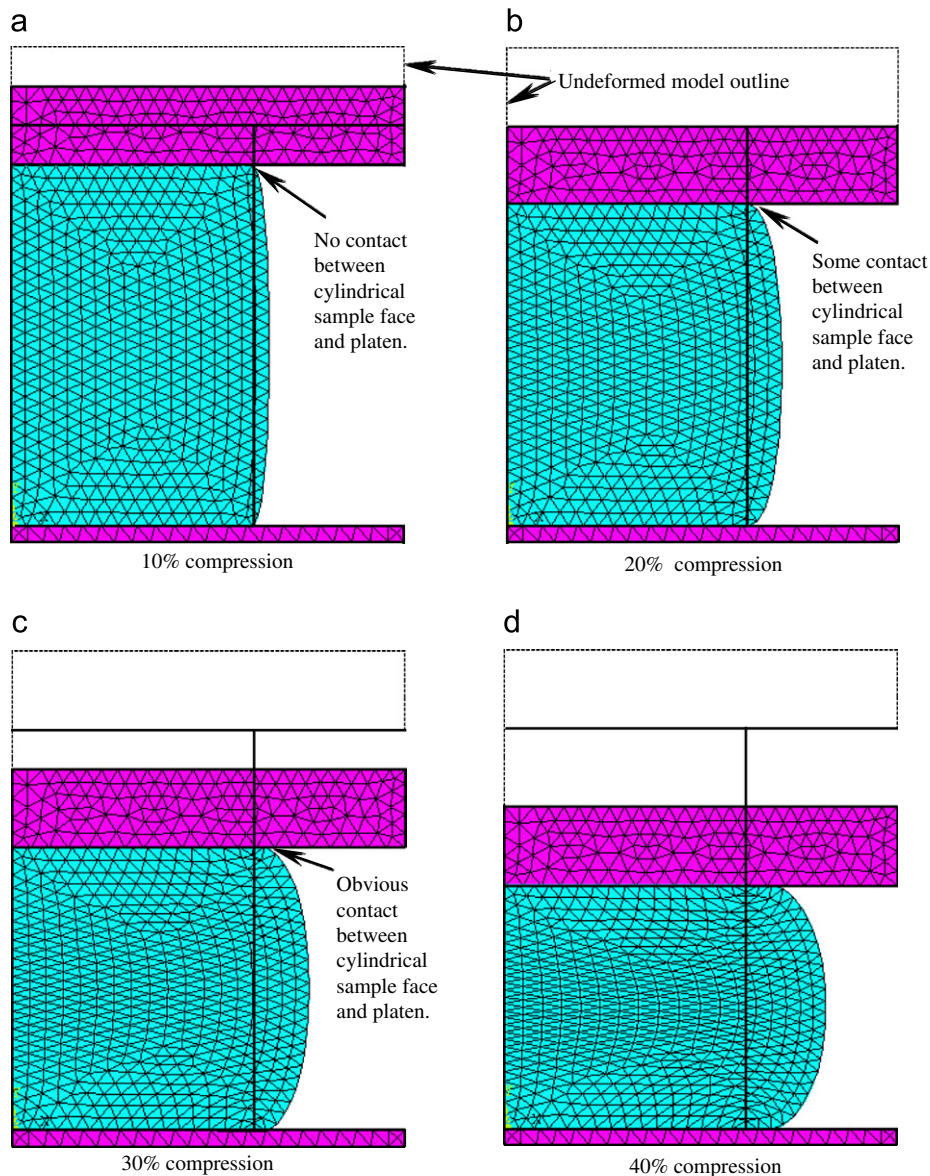 a
b
Undeformed model outline
No contact
between
cylindrical
sample face
and platen.
Some contact
between
cylindrical
sample face
and platen.
10% compression
20% compression
c
d
Obvious
contact
between
cylindrical
sample face
and platen.
30% compression
40% compression